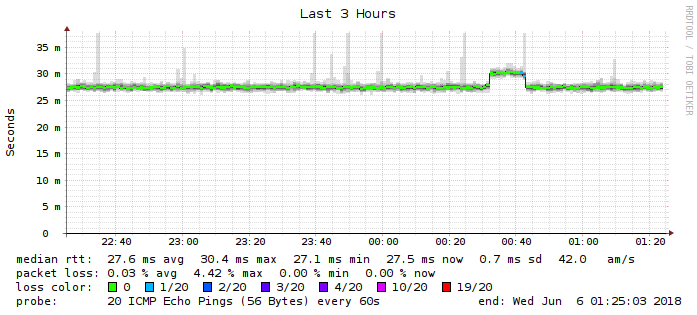 Last 3 Hours
RRDTOOL / TOBI OETIKER
Seconds
35 m
30 m
25 m
20 m
15 m
10 m
5 m
0
22:40 23:00 23:20 23:40 00:00 00:20 00:40 01:00 01:20
median rtt: 27.6 ms avg 30.4 ms max 27.1 ms min 27.5 ms now 0.7 ms sd 42.0 am/s
packet loss: 0.03 % avg 4.42 % max 0.00 % min 0.00 % now
loss color: 0 1/20 2/20 3/20 4/20 10/20 19/20
probe: 20 ICMP Echo Pings (56 Bytes) every 60s end: Wed Jun 6 01:25:03 2018